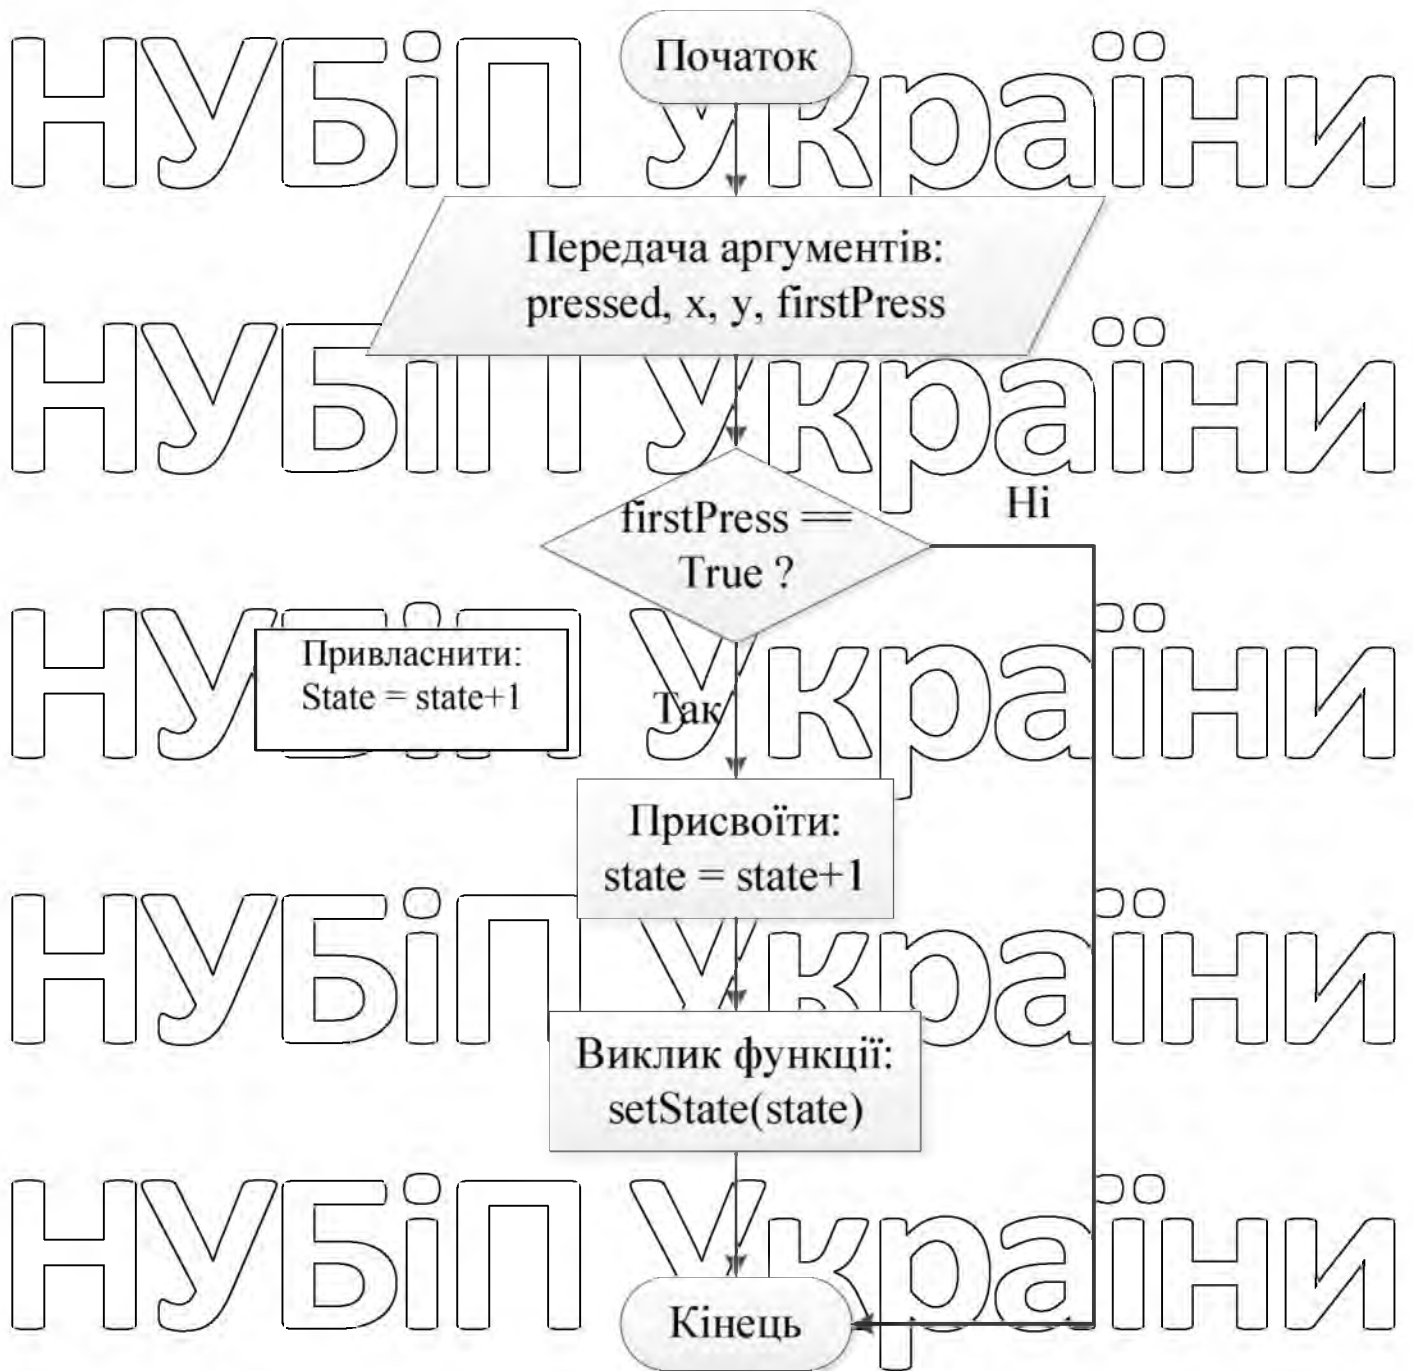 НУБІП України
Початок
Передача аргументів:
pressed, x, y, firstPress
НУБІП України
firstPress ==
True ?
Ні
НУБІП України
Привласнити:
State = state+1
Так
Присвоїти:
state = state+1
НУБІП України
Виклик функції:
setState(state)
НУБІП України
Кінець